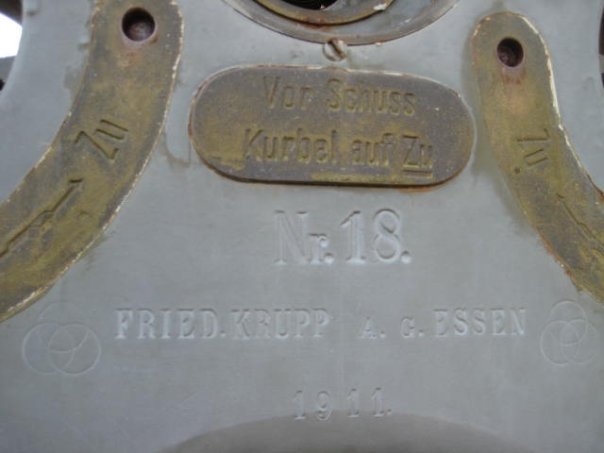 Zu
Vor Schuss
Kurbel auf Zu
Zu
Nr. 18.
FRIED. KRUPP A. G. ESSEN
1911.